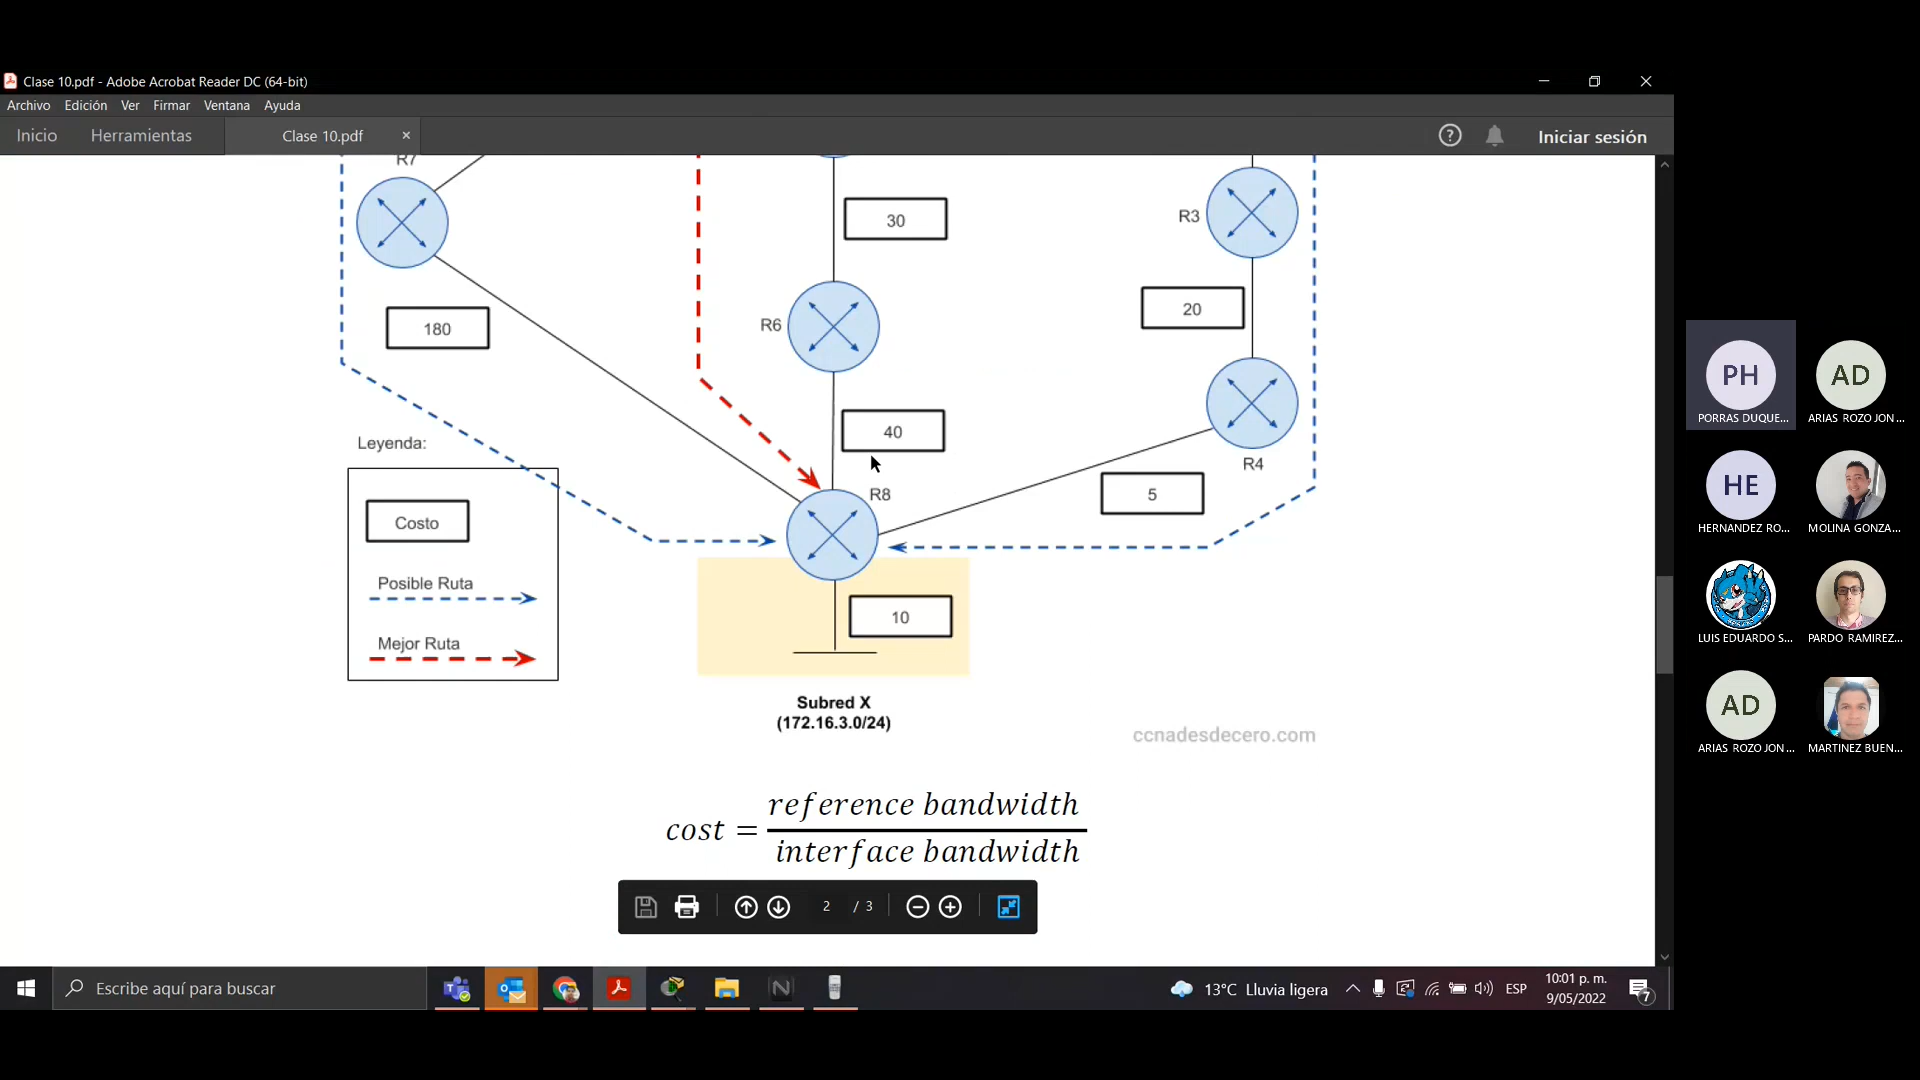 Clase 10.pdf - Adobe Acrobat Reader DC (64-bit)
Archivo Edición Ver Firmar Ventana Ayuda
Inicio Herramientas Clase 10.pdf × ? Iniciar sesión
R7
30
R3
R6
20
180
40
R4
Leyenda:
R8
5
Costo
Posible Ruta
10
Mejor Ruta
Subred X
(172.16.3.0/24)
ccnadesdecero.com
cost = reference bandwidth
interface bandwidth
2 / 3
PH AD
PORRAS DUQUE... ARIAS ROZO JON ...
HE
HERNANDEZ RO... MOLINA GONZA...
LUIS EDUARDO S... PARDO RAMIREZ...
AD
ARIAS ROZO JON ... MARTINEZ BUEN...
Escribe aquí para buscar
13°C Lluvia ligera ESP
10:01 p. m.
9/05/2022
7